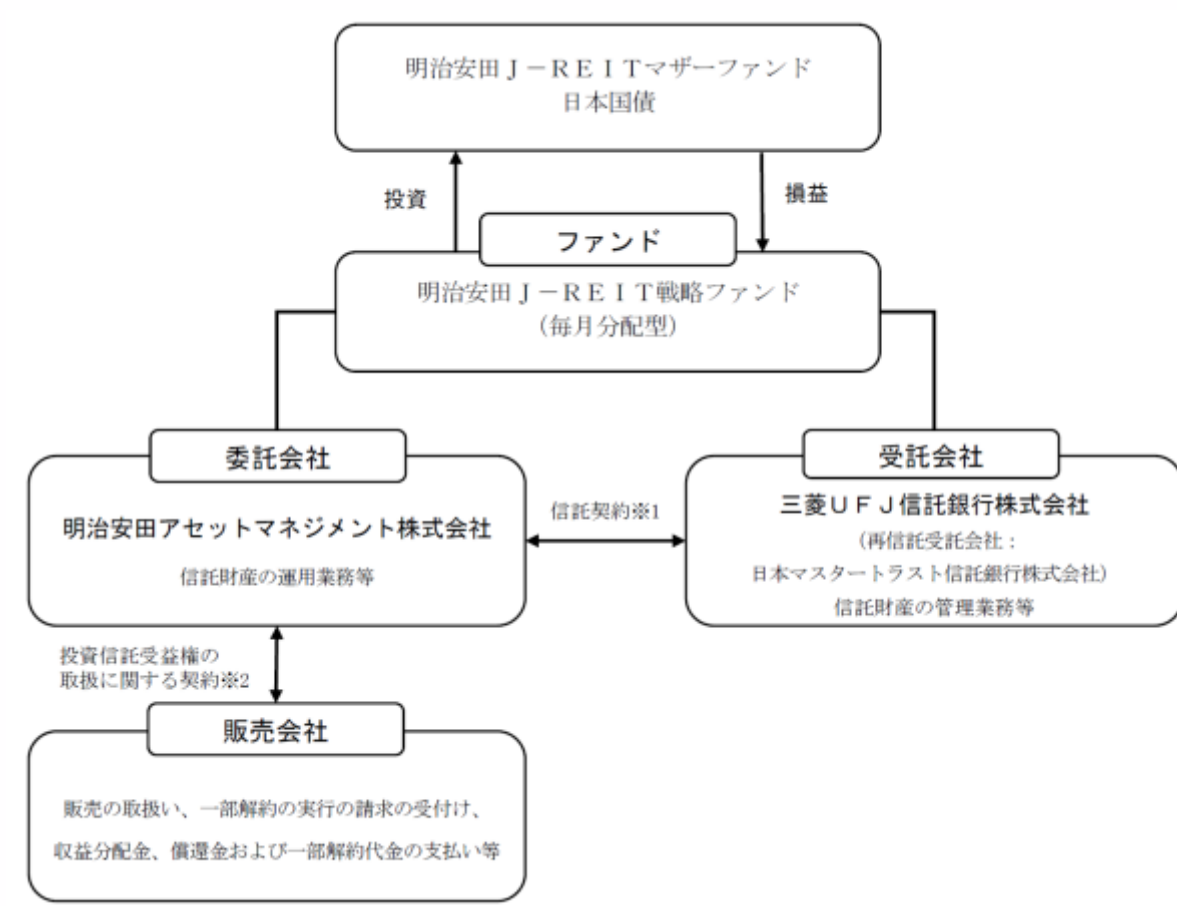 明治安田Ｊ－ＲＥＩＴマザーファンド
日本国債
投資
損益
ファンド
明治安田Ｊ－ＲＥＩＴ戦略ファンド
（毎月分配型）
委託会社
明治安田アセットマネジメント株式会社
信託財産の運用業務等
信託契約※1
受託会社
三菱ＵＦＪ信託銀行株式会社
（再信託受託会社：
日本マスタートラスト信託銀行株式会社）
信託財産の管理業務等
投資信託受益権の
取扱に関する契約※2
販売会社
販売の取扱い、一部解約の実行の請求の受付け、
収益分配金、償還金および一部解約代金の支払い等